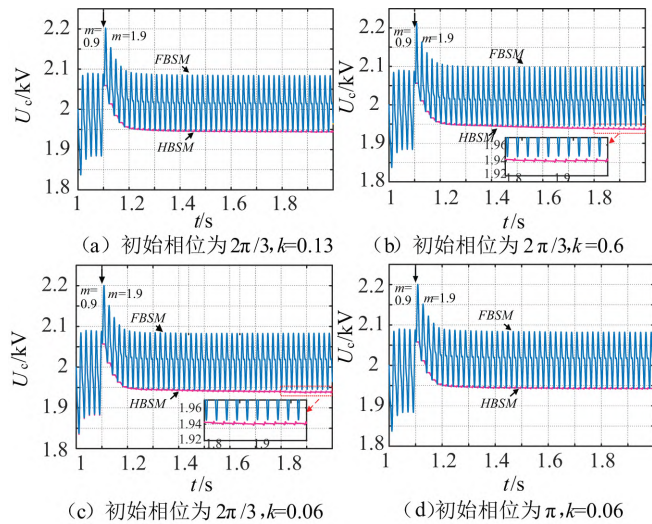 2.2
2.1
2
1.9
1.8
U_c/kV
m=
0.9
m=1.9
FBSM
HBSM
1 1.2 1.4 1.6 1.8 2
t/s
(a) 初始相位为2π/3,k=0.13
2.2
2.1
2
1.9
1.8
U_c/kV
m=
0.9
m=1.9
FBSM
HBSM
1.96
1.94
1.92
1.8 1.9
1 1.2 1.4 1.6 1.8 2
t/s
(b) 初始相位为2π/3,k=0.6
2.2
2.1
2
1.9
1.8
U_c/kV
m=
0.9
m=1.9
FBSM
HBSM
1.96
1.94
1.92
1.8 1.9
1 1.2 1.4 1.6 1.8 2
t/s
(c) 初始相位为2π/3,k=0.06
2.2
2.1
2
1.9
1.8
U_c/kV
m=
0.9
m=1.9
FBSM
HBSM
1 1.2 1.4 1.6 1.8 2
t/s
(d)初始相位为π,k=0.06